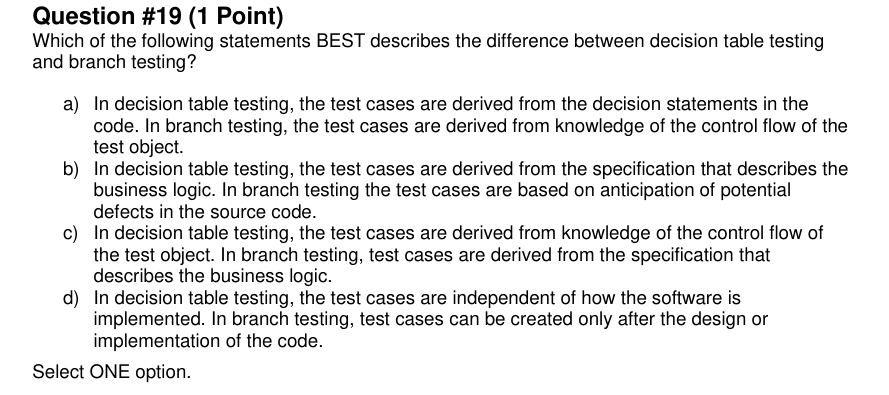 Question #19 (1 Point)
Which of the following statements BEST describes the difference between decision table testing
and branch testing?
a) In decision table testing, the test cases are derived from the decision statements in the
code. In branch testing, the test cases are derived from knowledge of the control flow of the
test object.
b) In decision table testing, the test cases are derived from the specification that describes the
business logic. In branch testing the test cases are based on anticipation of potential
defects in the source code.
c) In decision table testing, the test cases are derived from knowledge of the control flow of
the test object. In branch testing, test cases are derived from the specification that
describes the business logic.
d) In decision table testing, the test cases are independent of how the software is
implemented. In branch testing, test cases can be created only after the design or
implementation of the code.
Select ONE option.